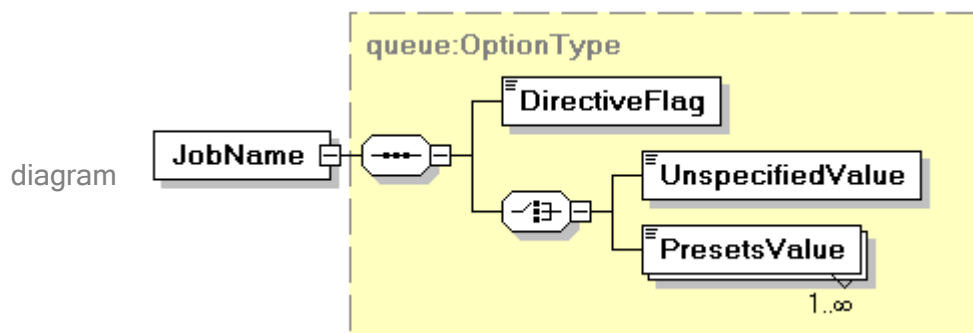 queue:OptionType
DirectiveFlag
JobName
diagram
UnspecifiedValue
PresetsValue
1..∞